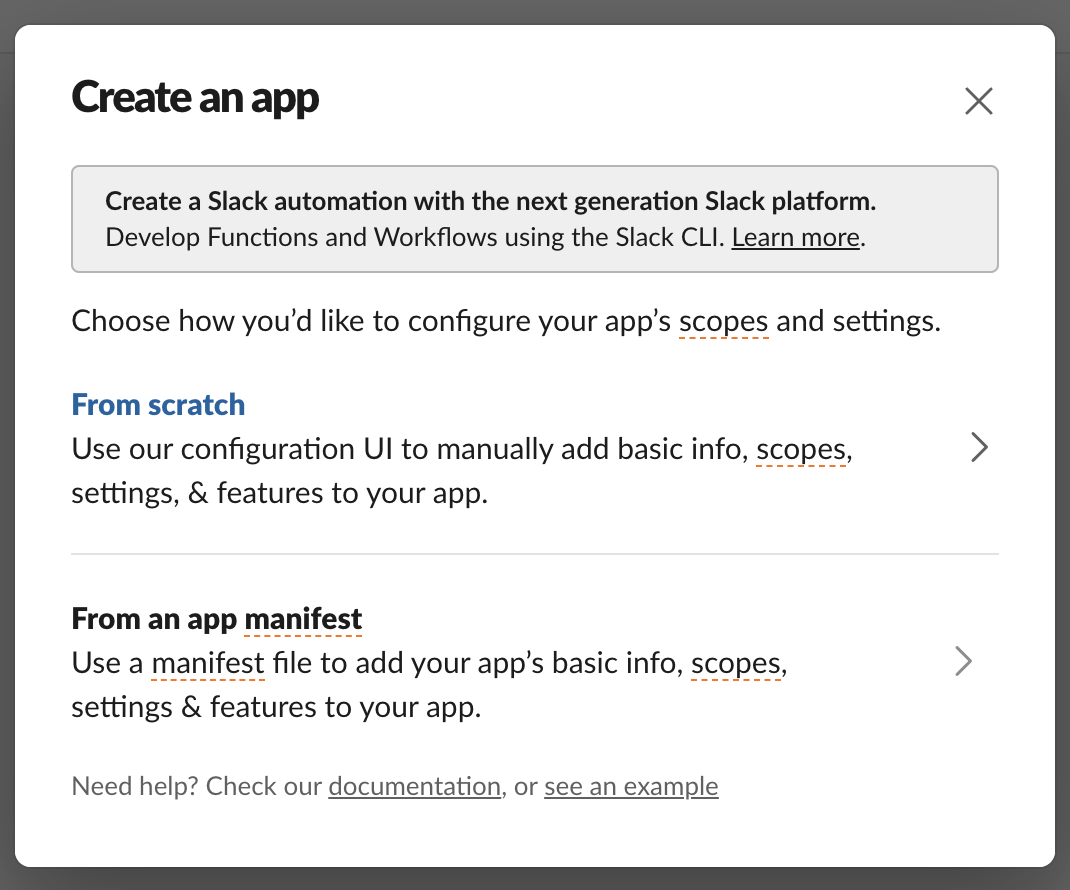 Create an app
Create a Slack automation with the next generation Slack platform.
Develop Functions and Workflows using the Slack CLI. Learn more.
Choose how you’d like to configure your app’s scopes and settings.
From scratch
Use our configuration UI to manually add basic info, scopes,
settings, & features to your app.
From an app manifest
Use a manifest file to add your app’s basic info, scopes,
settings & features to your app.
Need help? Check our documentation, or see an example